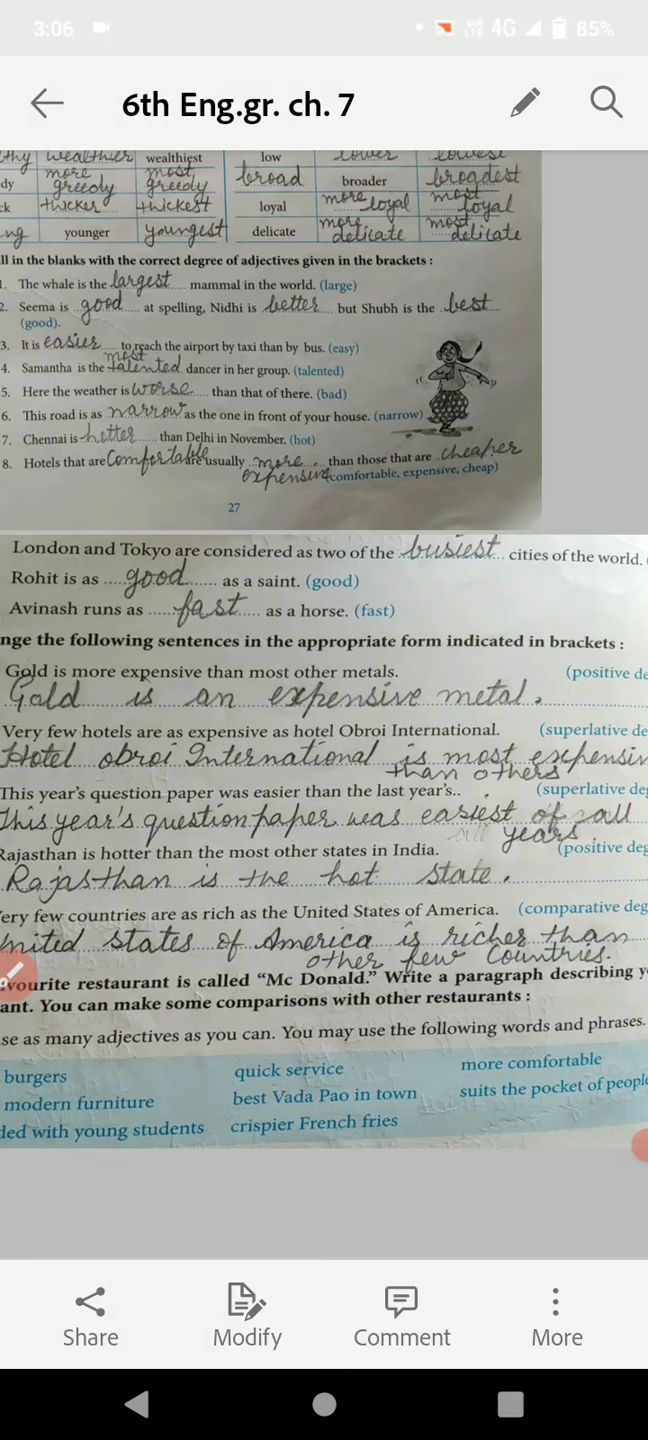 3:06 4G 85%
6th Eng.gr. ch. 7
wealthier wealthiest low lower lowest
more greedy most greedy broad broader broadest
thicker thickest loyal more loyal most loyal
younger youngest delicate more delicate most delicate
ll in the blanks with the correct degree of adjectives given in the brackets :
1. The whale is the largest mammal in the world. (large)
2. Seema is good at spelling, Nidhi is better but Shubh is the best
(good).
3. It is easier to reach the airport by taxi than by bus. (easy)
4. Samantha is the most talented dancer in her group. (talented)
5. Here the weather is worse than that of there. (bad)
6. This road is as narrow as the one in front of your house. (narrow)
7. Chennai is hotter than Delhi in November. (hot)
8. Hotels that are comfortable are usually more expensive than those that are cheaper
(comfortable, expensive, cheap)
27
London and Tokyo are considered as two of the busiest cities of the world.
Rohit is as good as a saint. (good)
Avinash runs as fast as a horse. (fast)
nge the following sentences in the appropriate form indicated in brackets :
Gold is more expensive than most other metals. (positive de
Gold is an expensive metal.
Very few hotels are as expensive as hotel Obroi International. (superlative de
Hotel obroi International is most expensiv
than others
This year's question paper was easier than the last year's.. (superlative deg
This year's question paper was easiest of all
years.
Rajasthan is hotter than the most other states in India. (positive deg
Rajasthan is the hot state.
Very few countries are as rich as the United States of America. (comparative deg
United states of America is richer than
other few Countries.
vourite restaurant is called “Mc Donald.” Write a paragraph describing y
ant. You can make some comparisons with other restaurants :
se as many adjectives as you can. You may use the following words and phrases.
burgers quick service more comfortable
modern furniture best Vada Pao in town suits the pocket of people
ded with young students crispier French fries
Share Modify Comment More